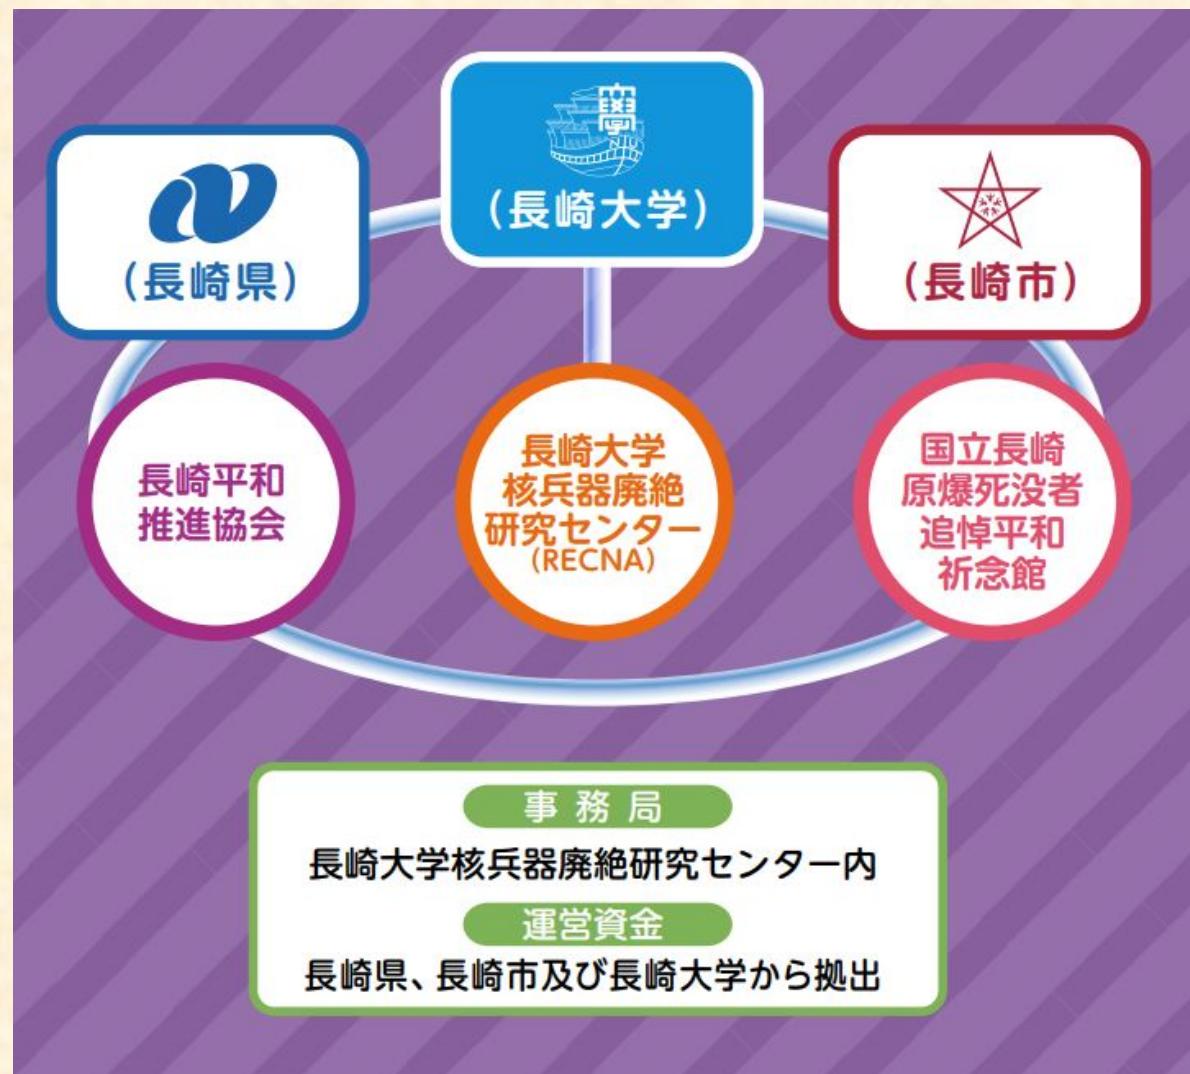 （長崎大学）
（長崎県）
（長崎市）
長崎平和
推進協会
長崎大学
核兵器廃絶
研究センター
(RECNA)
国立長崎
原爆死没者
追悼平和
祈念館
事務局
長崎大学核兵器廃絶研究センター内
運営資金
長崎県、長崎市及び長崎大学から拠出